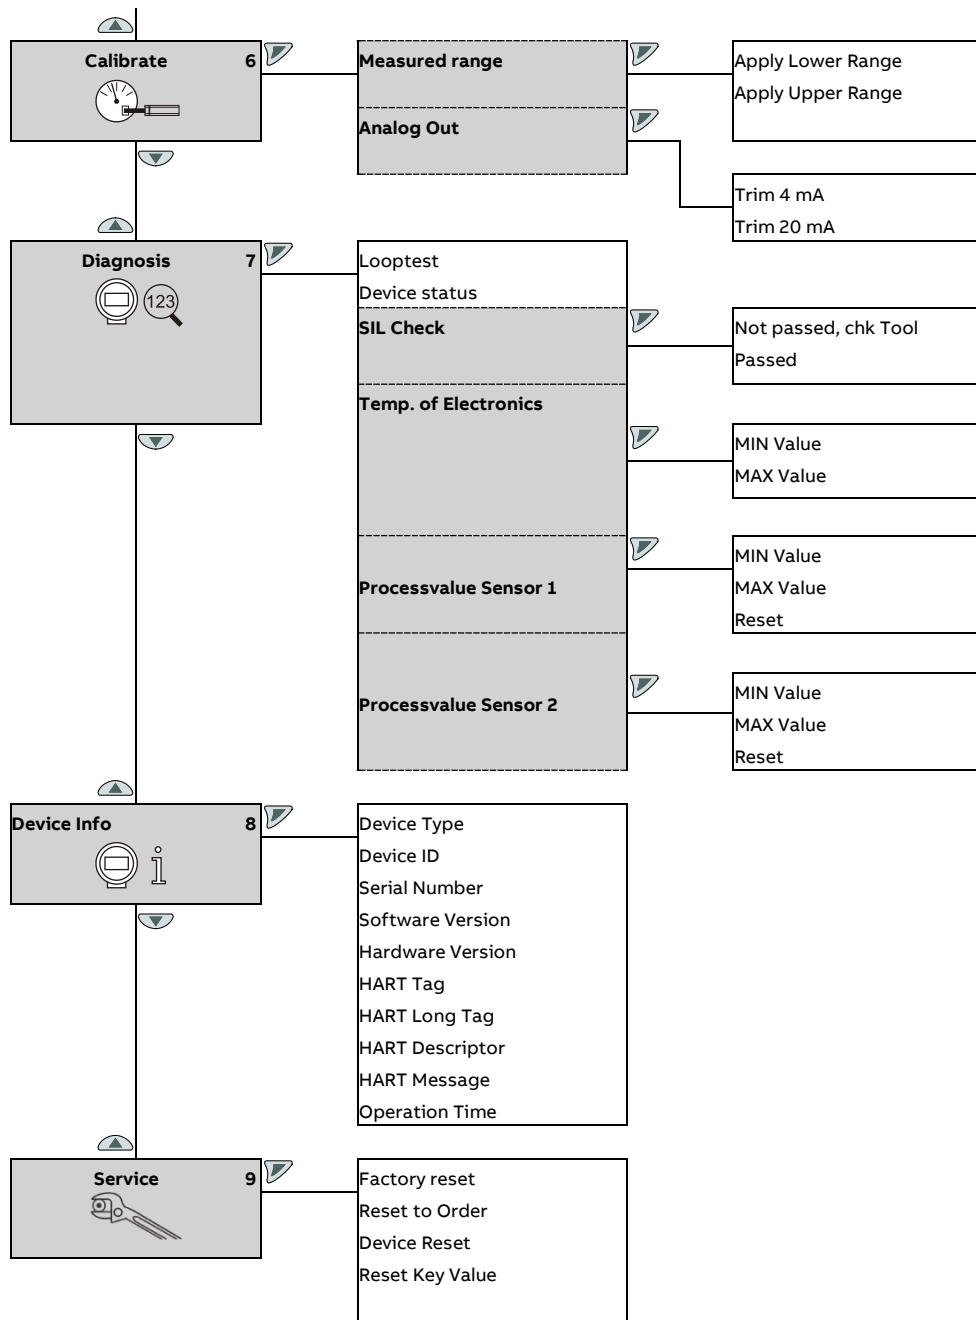 Calibrate 6
Measured range
Apply Lower Range
Apply Upper Range
Analog Out
Trim 4 mA
Trim 20 mA
Diagnosis 7
123
Looptest
Device status
SIL Check
Not passed, chk Tool
Passed
Temp. of Electronics
MIN Value
MAX Value
Processvalue Sensor 1
MIN Value
MAX Value
Reset
Processvalue Sensor 2
MIN Value
MAX Value
Reset
Device Info 8
i
Device Type
Device ID
Serial Number
Software Version
Hardware Version
HART Tag
HART Long Tag
HART Descriptor
HART Message
Operation Time
Service 9
Factory reset
Reset to Order
Device Reset
Reset Key Value